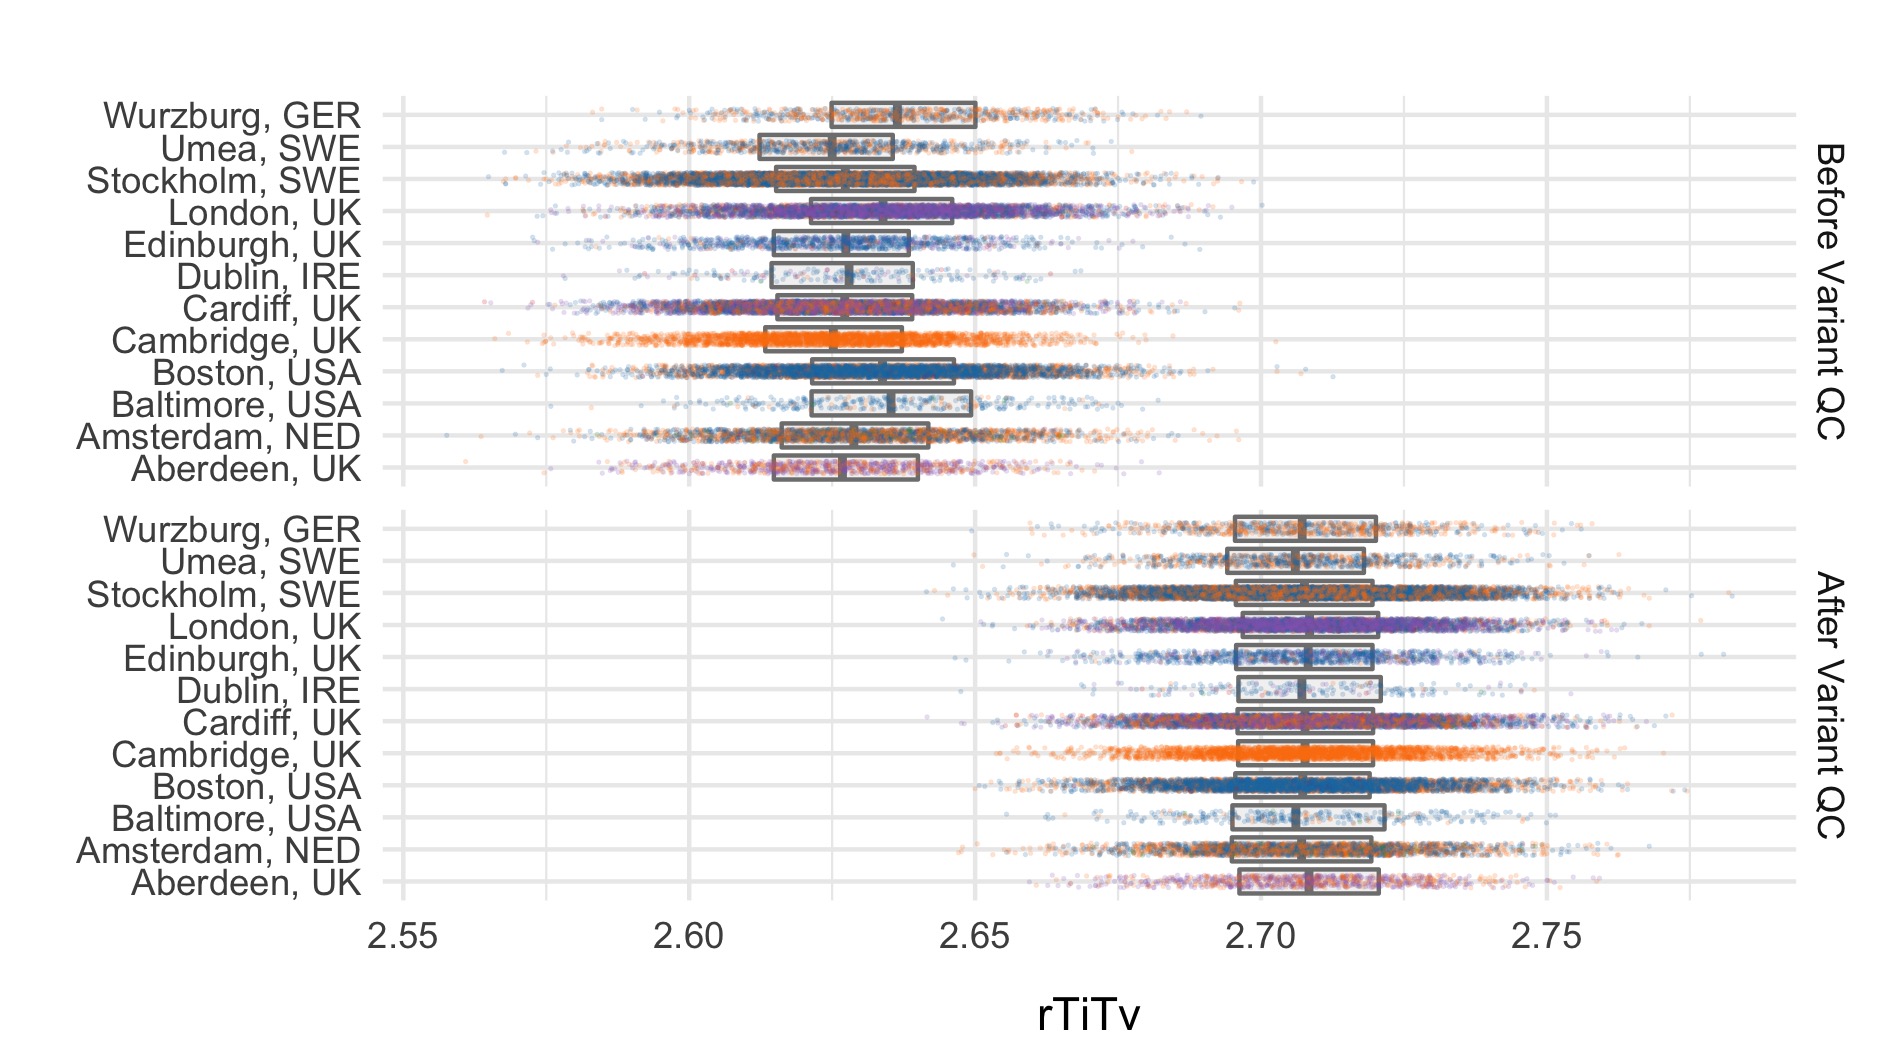 Wurzburg, GER
Umea, SWE
Stockholm, SWE
London, UK
Edinburgh, UK
Dublin, IRE
Cardiff, UK
Cambridge, UK
Boston, USA
Baltimore, USA
Amsterdam, NED
Aberdeen, UK
Before Variant QC
Wurzburg, GER
Umea, SWE
Stockholm, SWE
London, UK
Edinburgh, UK
Dublin, IRE
Cardiff, UK
Cambridge, UK
Boston, USA
Baltimore, USA
Amsterdam, NED
Aberdeen, UK
After Variant QC
2.55 2.60 2.65 2.70 2.75
rTiTv